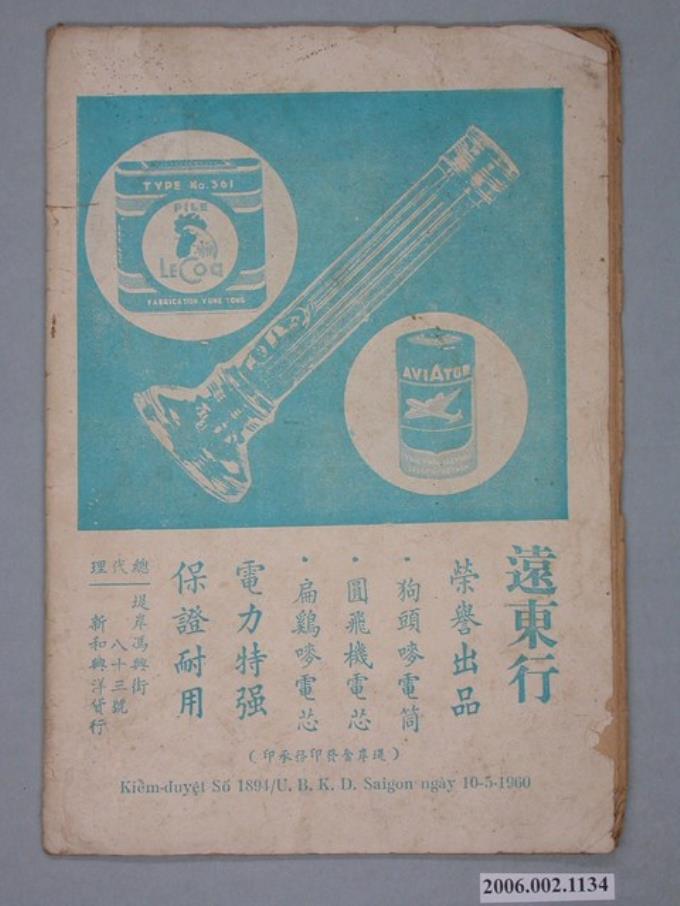 TYPE No. 361
PILE
LE COQ
FABRICATION VUNG TONG
AVIATOR
遠東行
榮譽出品
·狗頭嘜電筒
·圓飛機電芯
·扁鷄嘜電芯
電力特强
保證耐用
總代理
堤岸馮興街
八十三號
新和興洋貨行
(堤岸會發印務承印)
Kiểm-duyệt Số 1894/U. B. K. D. Saigon ngày 10-5-1960
2006.002.1134